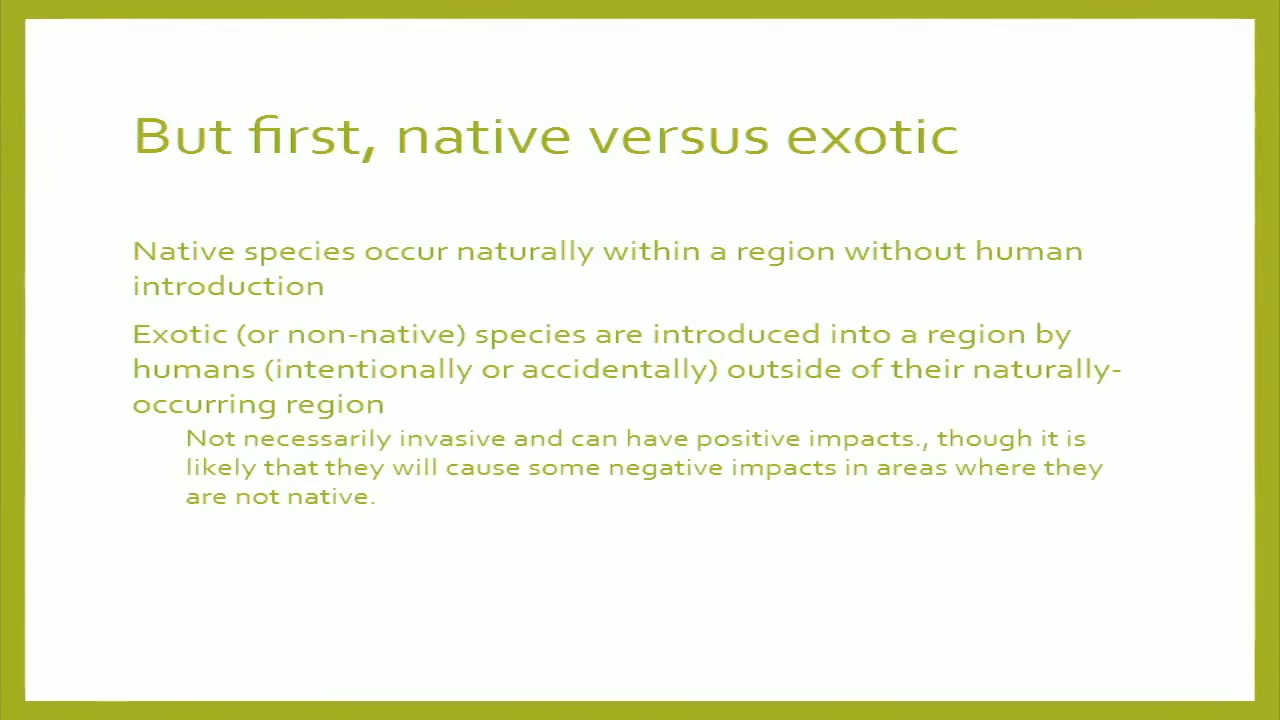 But first, native versus exotic
Native species occur naturally within a region without human
introduction
Exotic (or non-native) species are introduced into a region by
humans (intentionally or accidentally) outside of their naturally-
occurring region
Not necessarily invasive and can have positive impacts., though it is
likely that they will cause some negative impacts in areas where they
are not native.